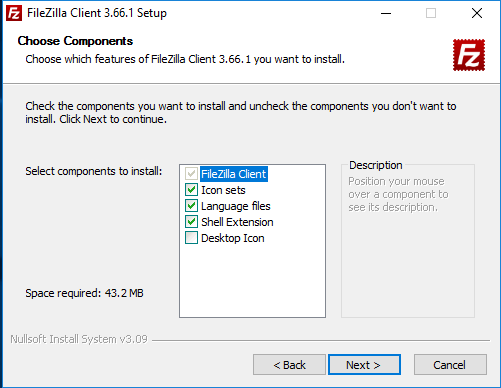 FileZilla Client 3.66.1 Setup
Choose Components
Choose which features of FileZilla Client 3.66.1 you want to install.
Fz
Check the components you want to install and uncheck the components you don't want to
install. Click Next to continue.
Select components to install:
FileZilla Client
Icon sets
Language files
Shell Extension
Desktop Icon
Description
Position your mouse
over a component to
see its description.
Space required: 43.2 MB
Nullsoft Install System v3.09
< Back
Next >
Cancel